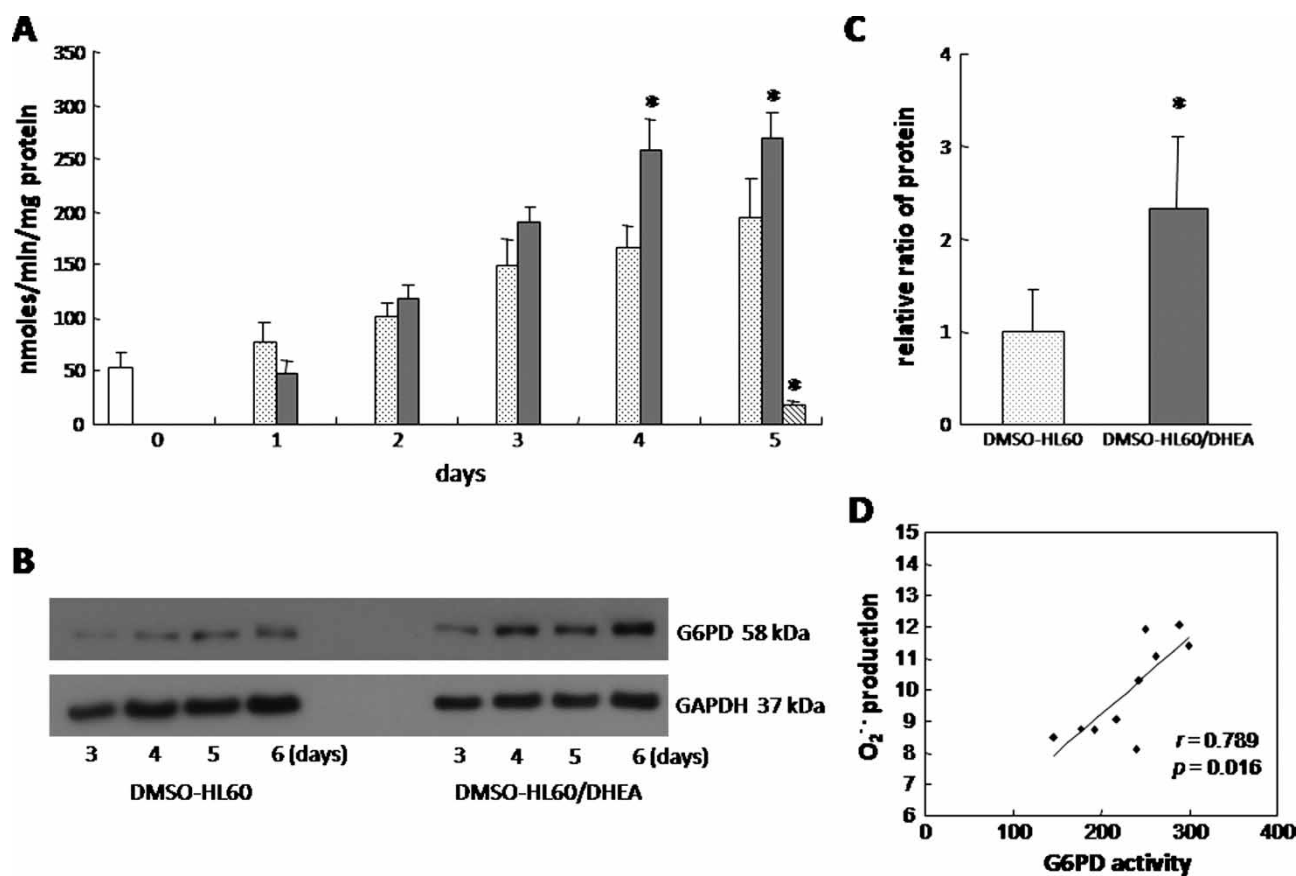 A
350
300
250
200
150
100
50
0
nmoles/min/mg protein
*
*
*
0 1 2 3 4 5
days
B
G6PD 58 kDa
GAPDH 37 kDa
3 4 5 6 (days) 3 4 5 6 (days)
DMSO-HL60 DMSO-HL60/DHEA
C
4
3
2
1
0
relative ratio of protein
*
DMSO-HL60 DMSO-HL60/DHEA
D
15
14
13
12
11
10
9
8
7
6
O₂⁻· production
r = 0.789
p = 0.016
0 100 200 300 400
G6PD activity